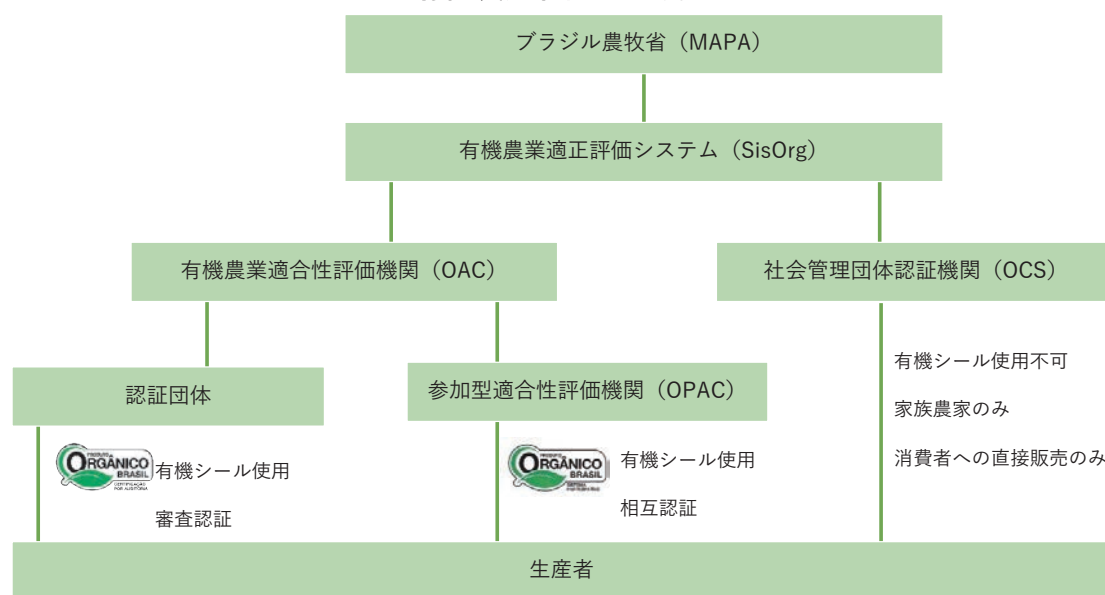 ブラジル農牧省（MAPA）
有機農業適正評価システム（SisOrg）
有機農業適合性評価機関（OAC）
社会管理団体認証機関（OCS）
認証団体
参加型適合性評価機関（OPAC）
有機シール使用不可
家族農家のみ
消費者への直接販売のみ
PRODUTO
ORGÂNICO
BRASIL
CERTIFICAÇÃO
POR AUDITORIA
有機シール使用
審査認証
ORGÂNICO
BRASIL
有機シール使用
相互認証
生産者